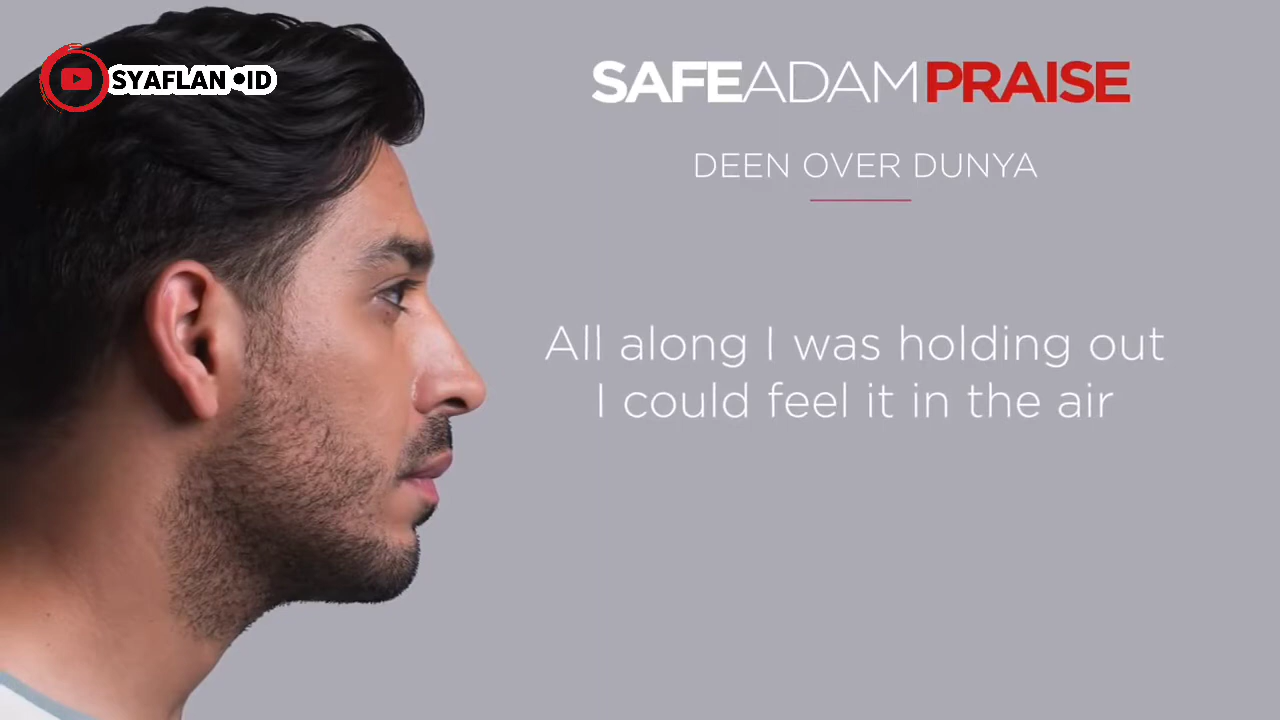 SYAFLAN ID
SAFEADAMPRAISE
DEEN OVER DUNYA
All along I was holding out
I could feel it in the air